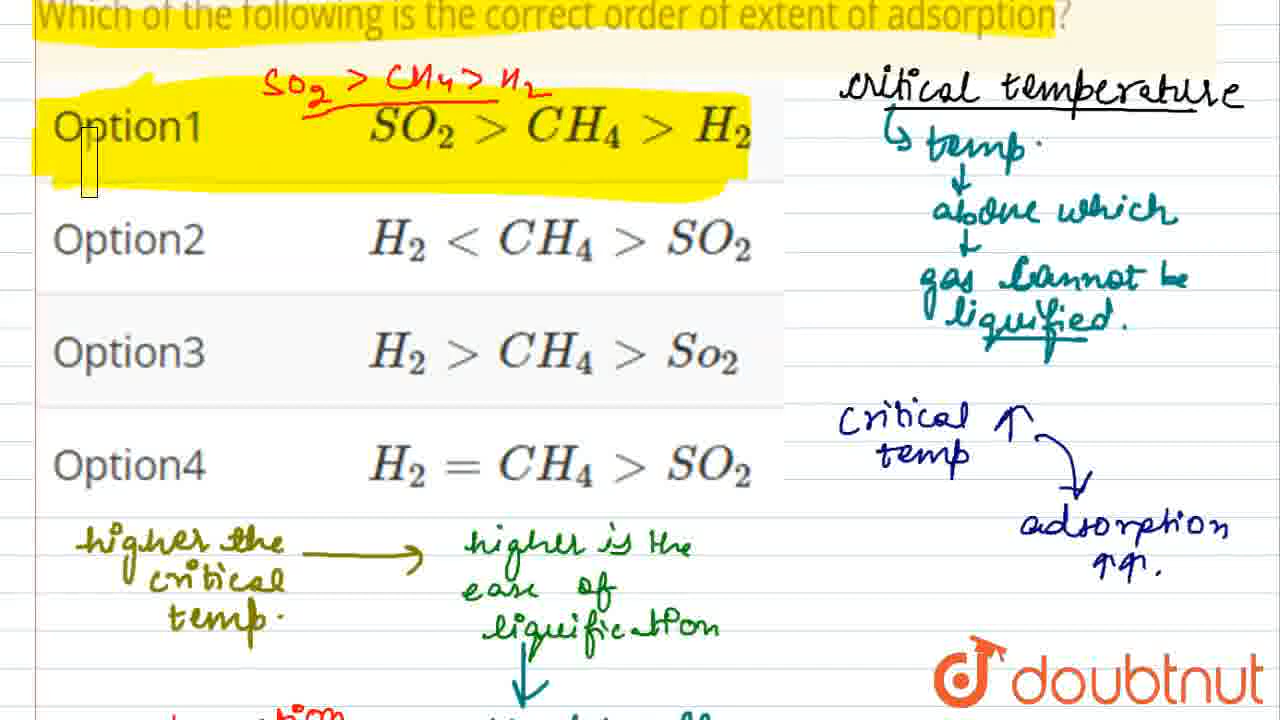 Which of the following is the correct order of extent of adsorption?
SO2 > CH4 > H2
Option1 SO₂ > CH₄ > H₂
Option2 H₂ < CH₄ > SO₂
Option3 H₂ > CH₄ > So₂
Option4 H₂ = CH₄ > SO₂
critical temperature
↳ temp.
↓
above which
↓
gas cannot be
liquified.
critical ↑
temp
adsorption
↑↑.
higher the →
critical
temp.
higher is the
ease of
liquification
↓
doubtnut